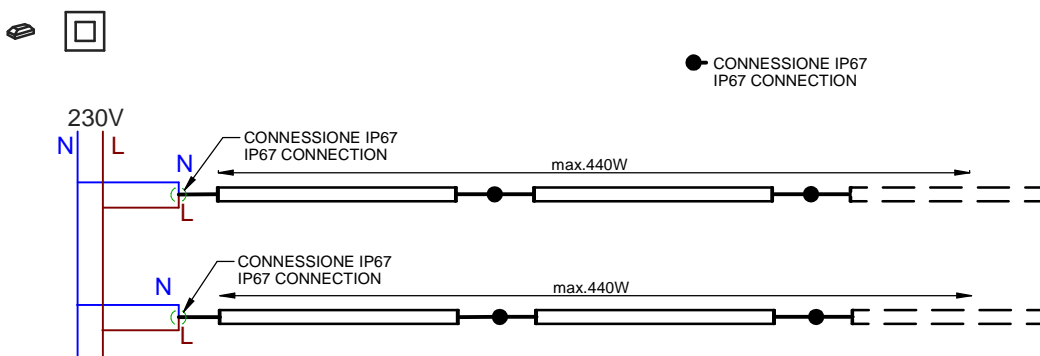 CONNESSIONE IP67
IP67 CONNECTION
230V
N L
CONNESSIONE IP67
IP67 CONNECTION
N
max.440W
L
CONNESSIONE IP67
IP67 CONNECTION
N
max.440W
L